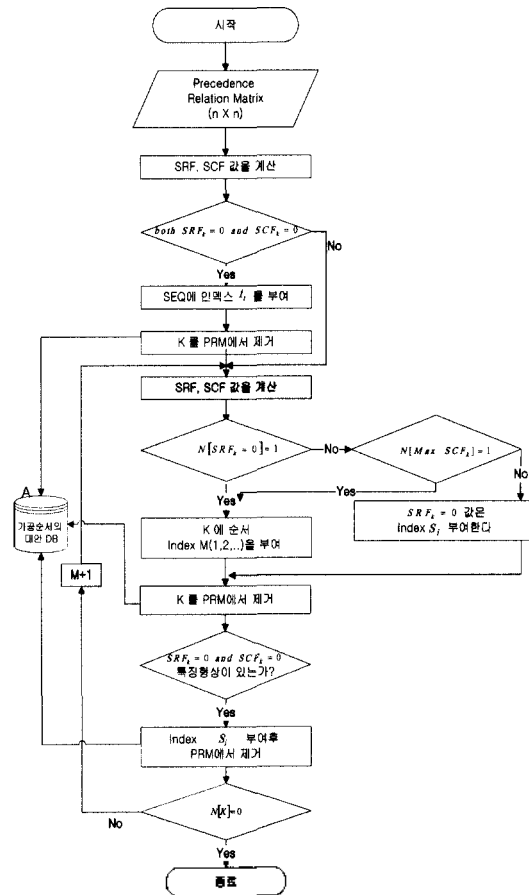 시작
Precedence
Relation Matrix
(n X n)
SRF, SCF 값을 계산
both SRF_k = 0 and SCF_k = 0
No
Yes
SEQ에 인덱스 I_i 를 부여
K 를 PRM에서 제거
SRF, SCF 값을 계산
N[SRF_k = 0] = 1
No
N[Max SCF_k] = 1
Yes
Yes
No
K 에 순서
Index M(1,2,..)을 부여
SRF_k = 0 값은
Index S_j 부여한다
A
가공순서의
대안 DB
M+1
K 를 PRM에서 제거
SRF_k = 0 and SCF_k = 0
특징형상이 있는가?
Yes
Index S_j 부여후
PRM에서 제거
N[X]=0
No
Yes
종료